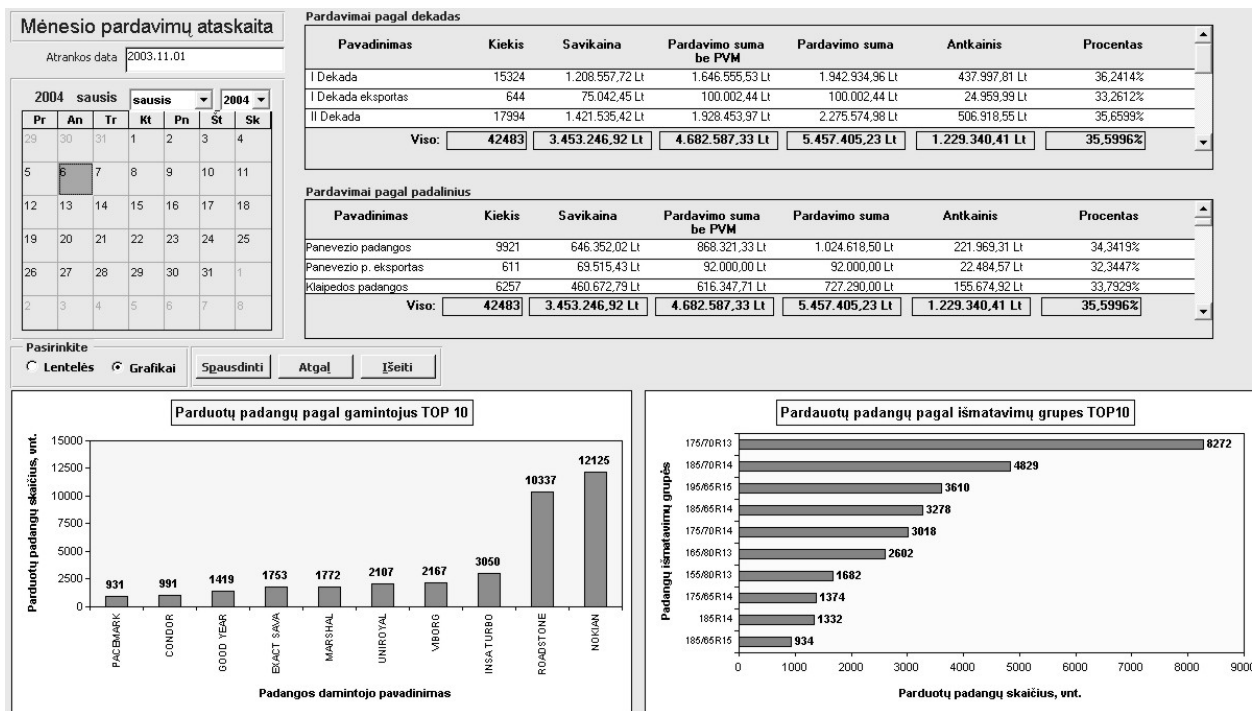 Mėnesio pardavimų ataskaita
Atrankos data 2003.11.01
2004 sausis sausis 2004
Pr An Tr Kt Pn Št Sk
29 30 31 1 2 3 4
5 6 7 8 9 10 11
12 13 14 15 16 17 18
19 20 21 22 23 24 25
26 27 28 29 30 31 1
2 3 4 5 6 7 8
Pardavimai pagal dekadas
Pavadinimas Kiekis Savikaina Pardavimo suma be PVM Pardavimo suma Antkainis Procentas
I Dekada 15324 1.208.557,72 Lt 1.646.555,53 Lt 1.942.934,96 Lt 437.997,81 Lt 36,2414%
I Dekada eksportas 644 75.042,45 Lt 100.002,44 Lt 100.002,44 Lt 24.959,99 Lt 33,2612%
II Dekada 17994 1.421.535,42 Lt 1.928.453,97 Lt 2.275.574,98 Lt 506.918,55 Lt 35,6599%
Viso: 42483 3.453.246,92 Lt 4.682.587,33 Lt 5.457.405,23 Lt 1.229.340,41 Lt 35,5996%
Pardavimai pagal padalinius
Pavadinimas Kiekis Savikaina Pardavimo suma be PVM Pardavimo suma Antkainis Procentas
Panevezio padangos 9921 646.352,02 Lt 868.321,33 Lt 1.024.618,50 Lt 221.969,31 Lt 34,3419%
Panevezio p. eksportas 611 69.515,43 Lt 92.000,00 Lt 92.000,00 Lt 22.484,57 Lt 32,3447%
Klaipedos padangos 6257 460.672,79 Lt 616.347,71 Lt 727.290,00 Lt 155.674,92 Lt 33,7929%
Viso: 42483 3.453.246,92 Lt 4.682.587,33 Lt 5.457.405,23 Lt 1.229.340,41 Lt 35,5996%
Pasirinkite
Lentelės Grafikai Spausdinti Atgal Išeiti
Parduotų padangų pagal gamintojus TOP 10
Parduotų padangų skaičius, vnt.
15000
12500
10000
7500
5000
2500
0
931 991 1419 1753 1772 2107 2167 3050 10337 12125
PACEMARK CONDOR GOOD YEAR EXACT SAVA MARSHAL UNIROYAL VIBORG INSA TURBO ROADSTONE NOKIAN
Padangos damintojo pavadinimas
Pardauotų padangų pagal išmatavimų grupes TOP10
Padangų išmatavimų grupės
175/70R13 8272
185/70R14 4829
195/65R15 3610
185/65R14 3278
175/70R14 3018
165/80R13 2602
155/80R13 1682
175/65R14 1374
185R14 1332
185/65R15 934
0 1000 2000 3000 4000 5000 6000 7000 8000 9000
Parduotų padangų skaičius, vnt.